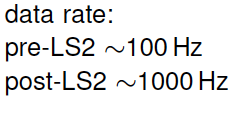 data rate:
pre-LS2 ∼100 Hz
post-LS2 ∼1000 Hz